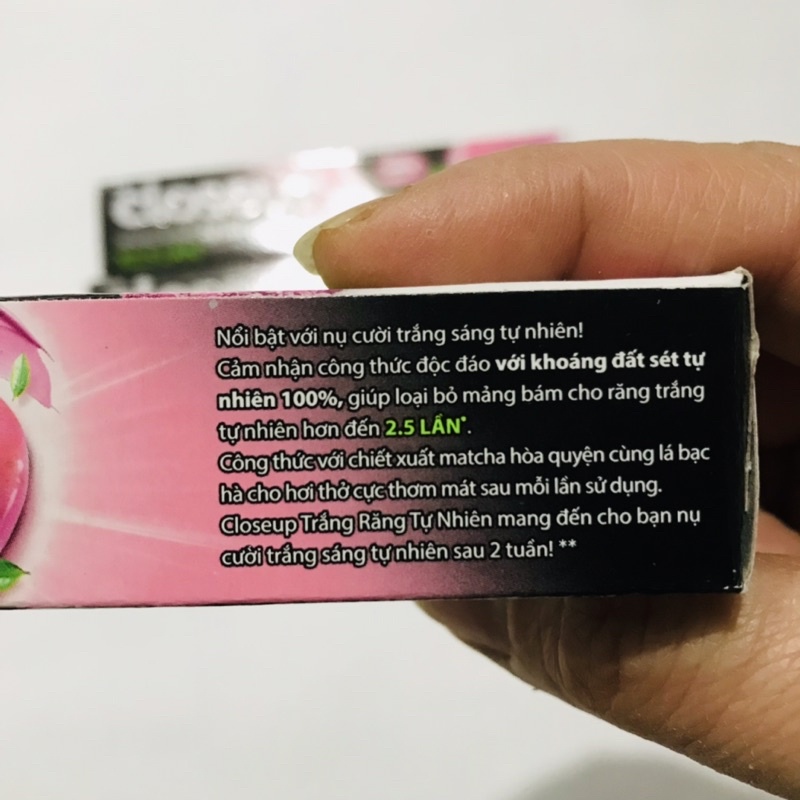 closeup
Nổi bật với nụ cười trắng sáng tự nhiên!
Cảm nhận công thức độc đáo với khoáng đất sét tự
nhiên 100%, giúp loại bỏ mảng bám cho răng trắng
tự nhiên hơn đến 2.5 LẦN*.
Công thức với chiết xuất matcha hòa quyện cùng lá bạc
hà cho hơi thở cực thơm mát sau mỗi lần sử dụng.
Closeup Trắng Răng Tự Nhiên mang đến cho bạn nụ
cười trắng sáng tự nhiên sau 2 tuần! **